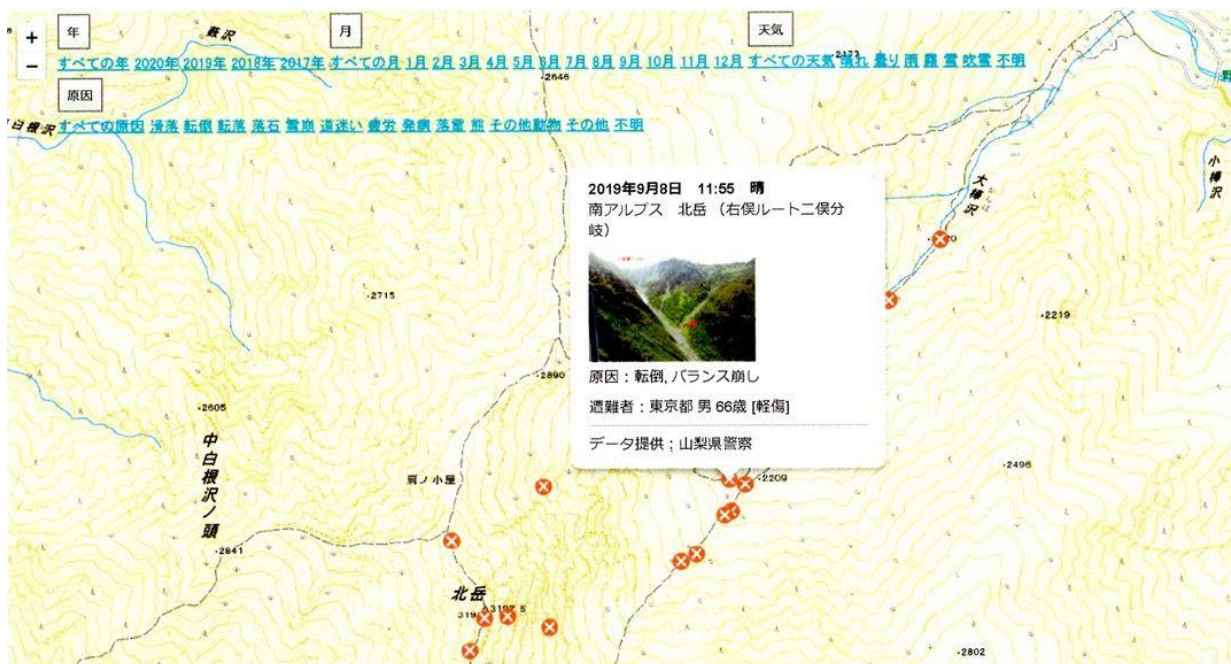 +
年
月
天気
−
すべての年 2020年 2019年 2018年 2017年 すべての月 1月 2月 3月 4月 5月 6月 7月 8月 9月 10月 11月 12月 すべての天気 晴れ 曇り 雨 霧 雪 吹雪 不明
原因
すべての原因 滑落 転倒 転落 落石 雪崩 道迷い 疲労 発病 落雷 熊 その他動物 その他 不明
荻沢
2177
2646
白根沢
小樺沢
大樺沢
2019年9月8日 11:55 晴
南アルプス 北岳 (右俣ルート二俣分
岐)
原因:転倒, バランス崩し
遭難者:東京都 男 66歳 [軽傷]
データ提供:山梨県警察
2715
2219
2890
2605
中白根沢ノ頭
肩ノ小屋
2209
2496
2841
北岳
2802